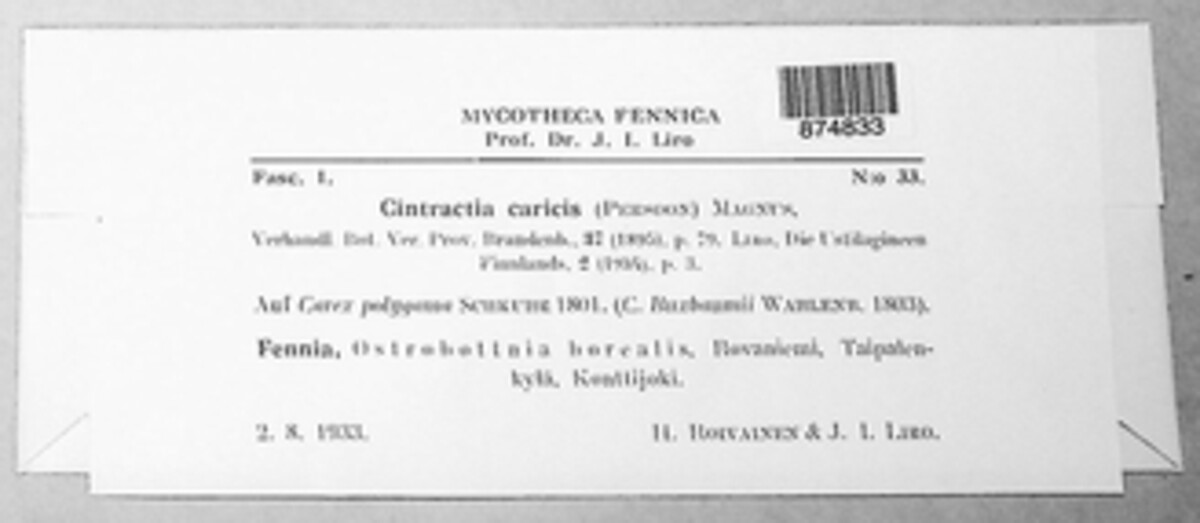 MYCOTHECA FENNICA
874833
Prof. Dr. J. I. Liro
Fasc. 1.
N:o 33.
Cintractia caricis (PERSOON) MAGNUS,
Verhandl. Bot. Ver. Prov. Brandenb., 37 (1895), p. 79. LIRO, Die Ustilagineen
Finnlands, 2 p. 3.
Auf Carex polygama SCHKUHR 1801. (C. Buxbaumii WAHLENB. 1803).
Fennia, Ostrobottnia borealis, Rovaniemi, Taipalen-
kylä, Konttijoki.
2. 8. 1933.
H. ROIVAINEN & J. I. LIRO.